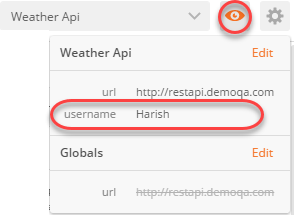 Weather Api
Weather Api Edit
url http://restapi.demoqa.com
username Harish
Globals Edit
url http://restapi.demoqa.com